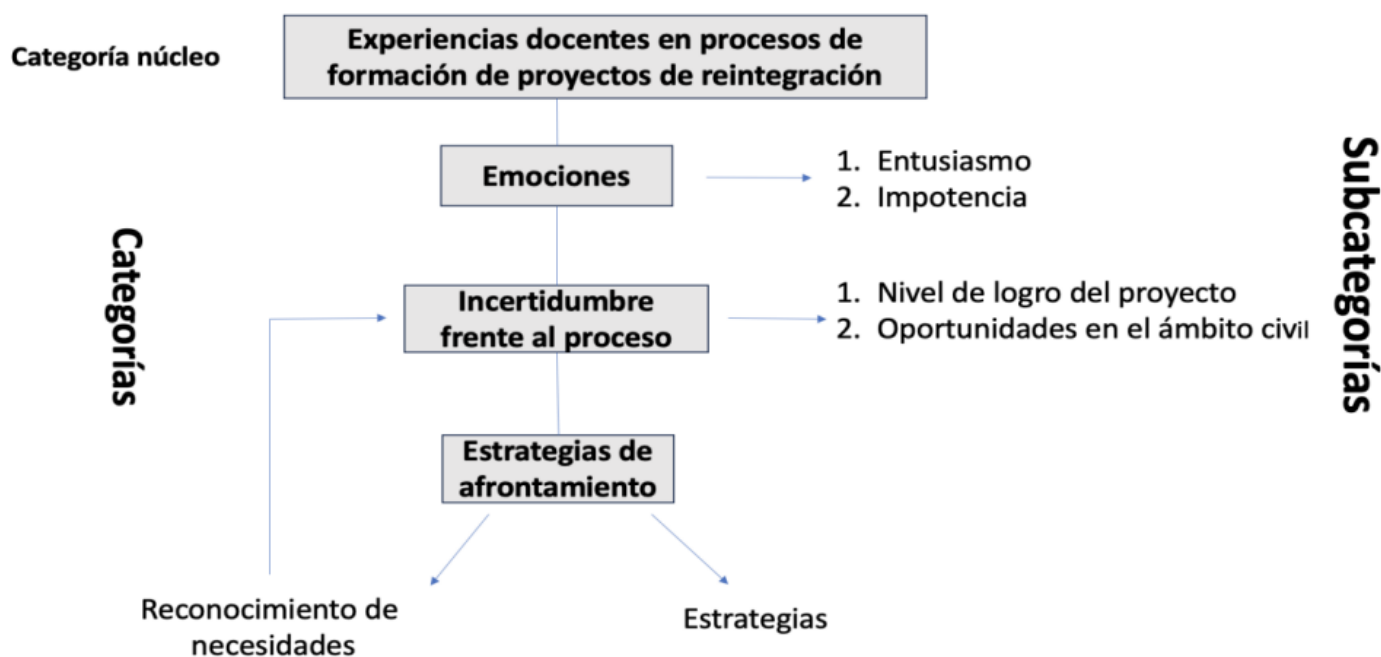 Categoría núcleo
Experiencias docentes en procesos de
formación de proyectos de reintegración
Emociones
1. Entusiasmo
2. Impotencia
Categorías
Subcategorías
Incertidumbre
frente al proceso
1. Nivel de logro del proyecto
2. Oportunidades en el ámbito civil
Estrategias de
afrontamiento
Reconocimiento de
necesidades
Estrategias